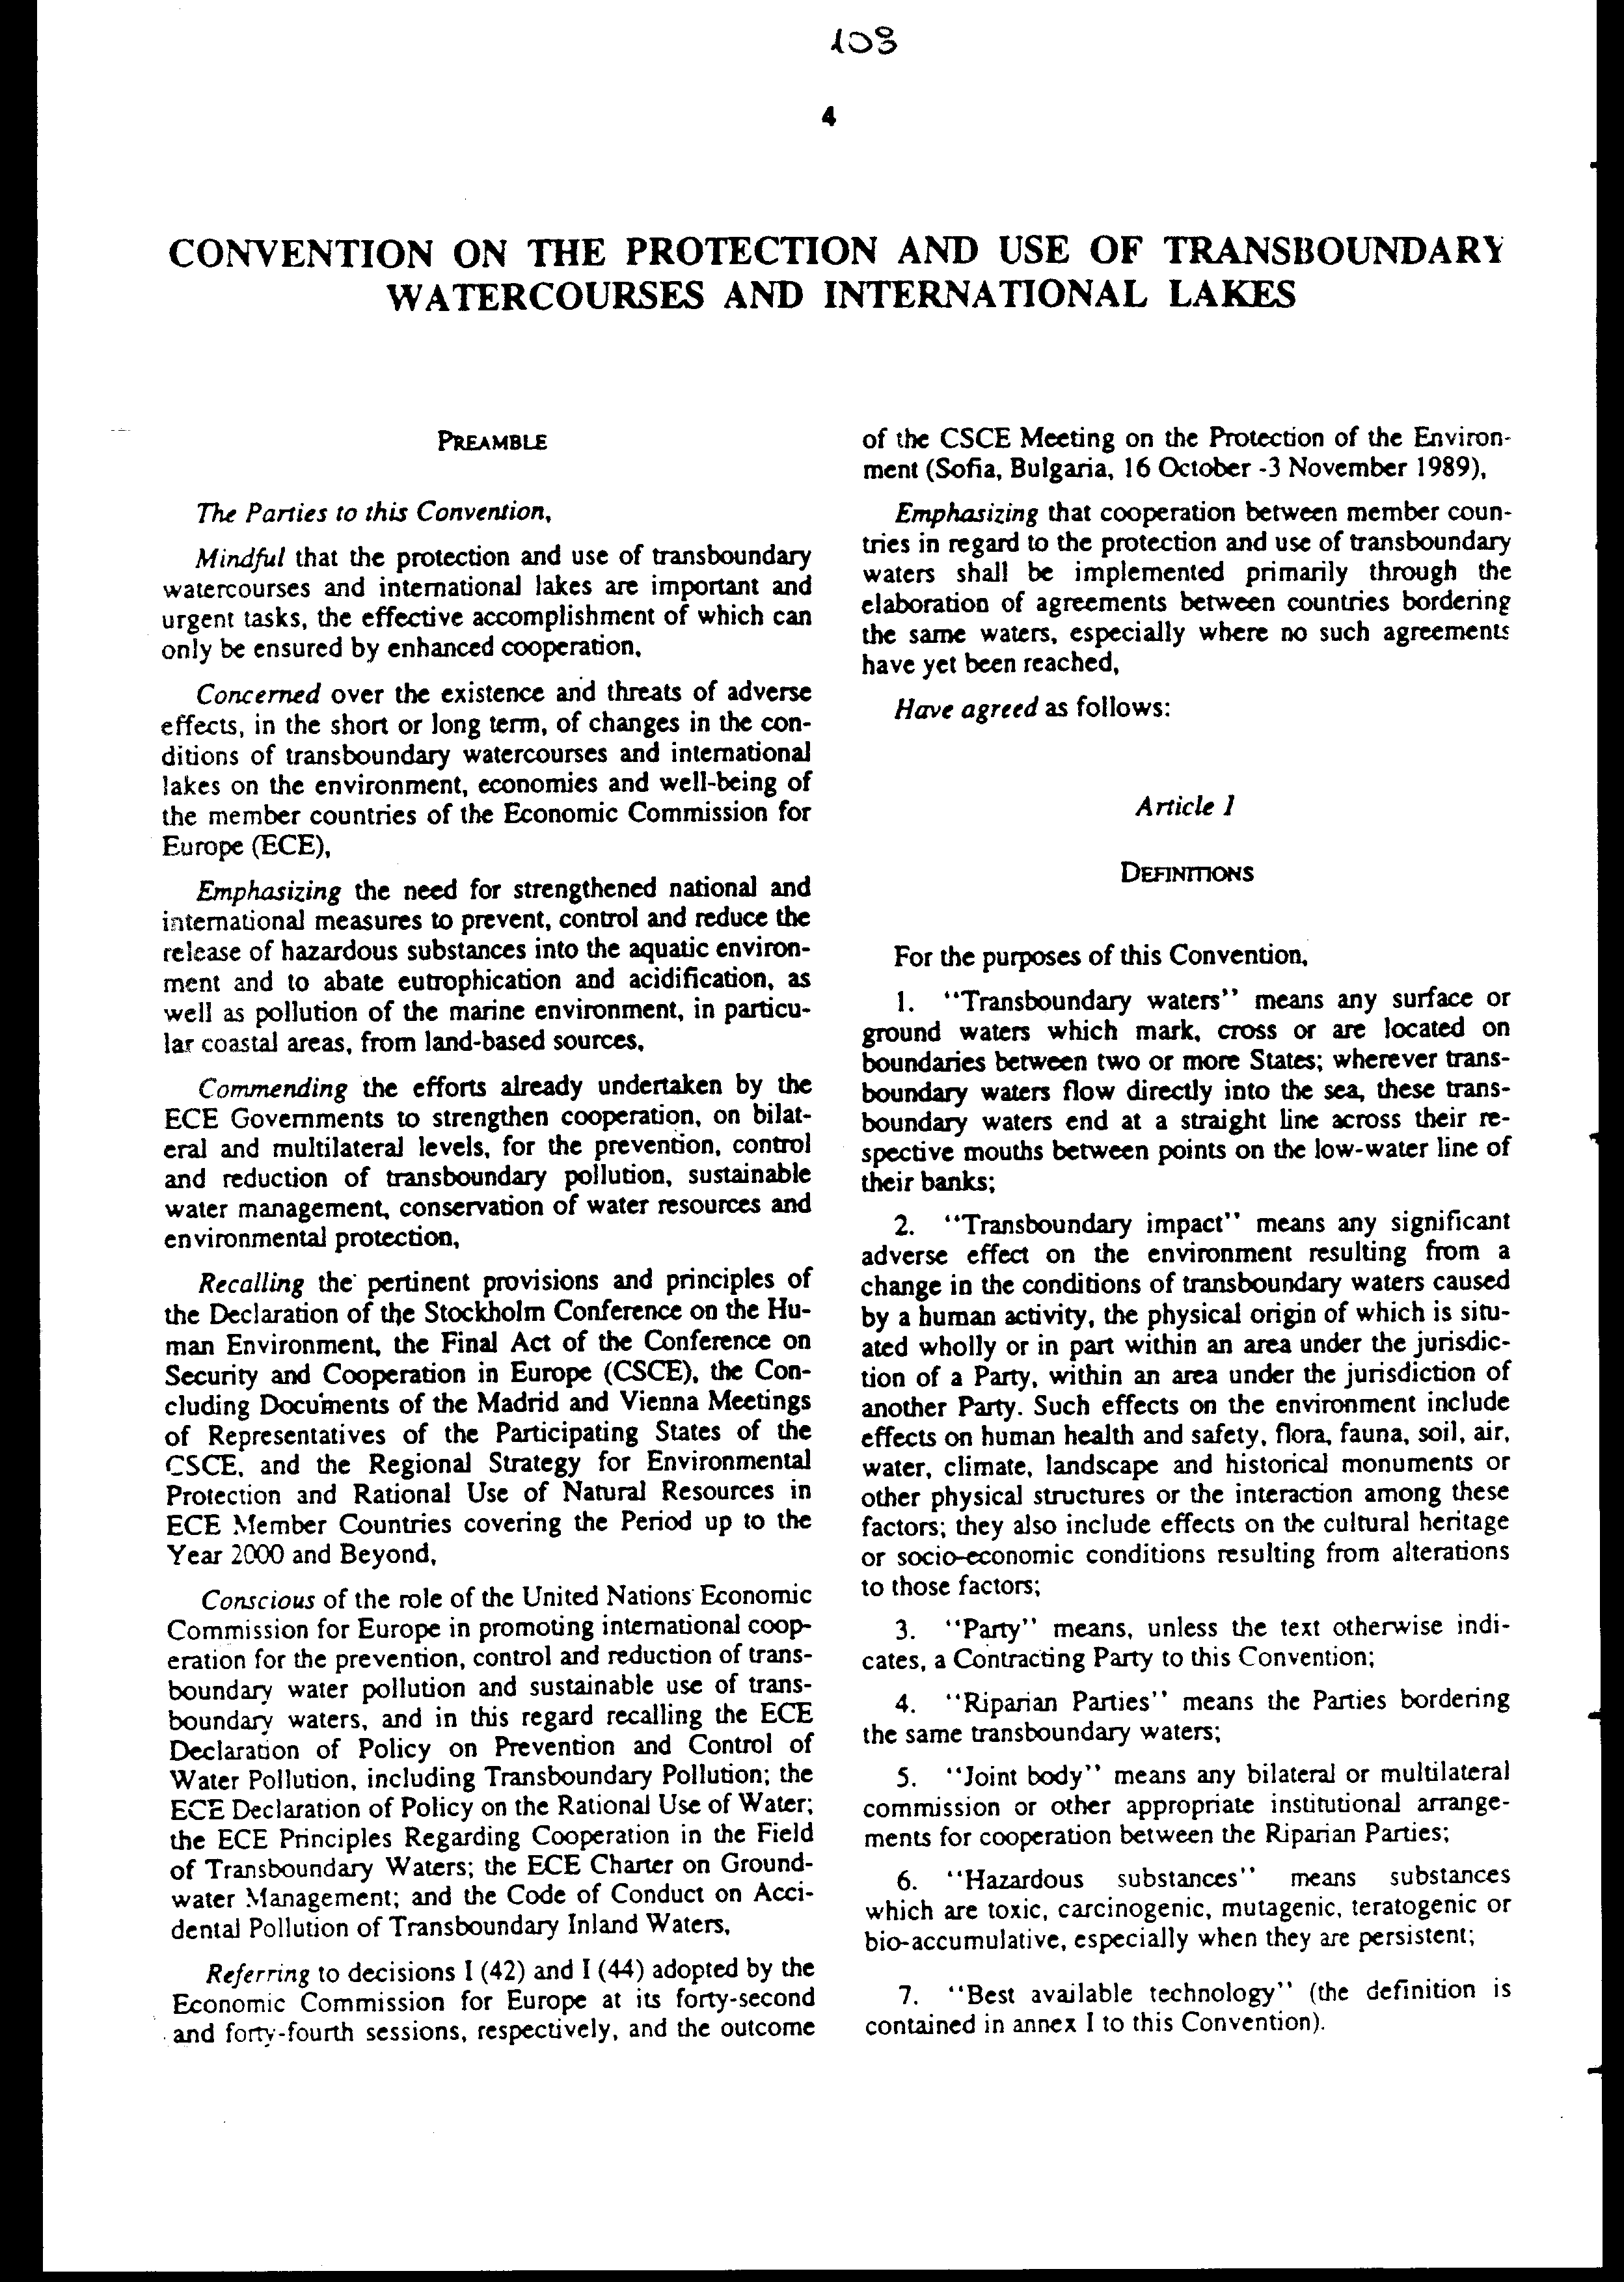 103
4
CONVENTION ON THE PROTECTION AND USE OF TRANSBOUNDARY
WATERCOURSES AND INTERNATIONAL LAKES
PREAMBLE
The Parties to this Convention,
Mindful that the protection and use of transboundary
watercourses and international lakes are important and
urgent tasks, the effective accomplishment of which can
only be ensured by enhanced cooperation,
Concerned over the existence and threats of adverse
effects, in the short or long term, of changes in the con-
ditions of transboundary watercourses and international
lakes on the environment, economies and well-being of
the member countries of the Economic Commission for
Europe (ECE),
Emphasizing the need for strengthened national and
international measures to prevent, control and reduce the
release of hazardous substances into the aquatic environ-
ment and to abate eutrophication and acidification, as
well as pollution of the marine environment, in particu-
lar coastal areas, from land-based sources,
Commending the efforts already undertaken by the
ECE Governments to strengthen cooperation, on bilat-
eral and multilateral levels, for the prevention, control
and reduction of transboundary pollution, sustainable
water management, conservation of water resources and
environmental protection,
Recalling the pertinent provisions and principles of
the Declaration of the Stockholm Conference on the Hu-
man Environment, the Final Act of the Conference on
Security and Cooperation in Europe (CSCE), the Con-
cluding Documents of the Madrid and Vienna Meetings
of Representatives of the Participating States of the
CSCE, and the Regional Strategy for Environmental
Protection and Rational Use of Natural Resources in
ECE Member Countries covering the Period up to the
Year 2000 and Beyond,
Conscious of the role of the United Nations Economic
Commission for Europe in promoting international coop-
eration for the prevention, control and reduction of trans-
boundary water pollution and sustainable use of trans-
boundary waters, and in this regard recalling the ECE
Declaration of Policy on Prevention and Control of
Water Pollution, including Transboundary Pollution; the
ECE Declaration of Policy on the Rational Use of Water;
the ECE Principles Regarding Cooperation in the Field
of Transboundary Waters; the ECE Charter on Ground-
water Management; and the Code of Conduct on Acci-
dental Pollution of Transboundary Inland Waters,
Referring to decisions I (42) and I (44) adopted by the
Economic Commission for Europe at its forty-second
and forty-fourth sessions, respectively, and the outcome
of the CSCE Meeting on the Protection of the Environ-
ment (Sofia, Bulgaria, 16 October -3 November 1989),
Emphasizing that cooperation between member coun-
tries in regard to the protection and use of transboundary
waters shall be implemented primarily through the
elaboration of agreements between countries bordering
the same waters, especially where no such agreements
have yet been reached,
Have agreed as follows:
Article 1
DEFINITIONS
For the purposes of this Convention,
1. "Transboundary waters" means any surface or
ground waters which mark, cross or are located on
boundaries between two or more States; wherever trans-
boundary waters flow directly into the sea, these trans-
boundary waters end at a straight line across their re-
spective mouths between points on the low-water line of
their banks;
2. "Transboundary impact" means any significant
adverse effect on the environment resulting from a
change in the conditions of transboundary waters caused
by a human activity, the physical origin of which is situ-
ated wholly or in part within an area under the jurisdic-
tion of a Party, within an area under the jurisdiction of
another Party. Such effects on the environment include
effects on human health and safety, flora, fauna, soil, air,
water, climate, landscape and historical monuments or
other physical structures or the interaction among these
factors; they also include effects on the cultural heritage
or socio-economic conditions resulting from alterations
to those factors;
3. "Party" means, unless the text otherwise indi-
cates, a Contracting Party to this Convention;
4. "Riparian Parties" means the Parties bordering
the same transboundary waters;
5. "Joint body" means any bilateral or multilateral
commission or other appropriate institutional arrange-
ments for cooperation between the Riparian Parties;
6. "Hazardous substances" means substances
which are toxic, carcinogenic, mutagenic, teratogenic or
bio-accumulative, especially when they are persistent;
7. "Best available technology" (the definition is
contained in annex I to this Convention).